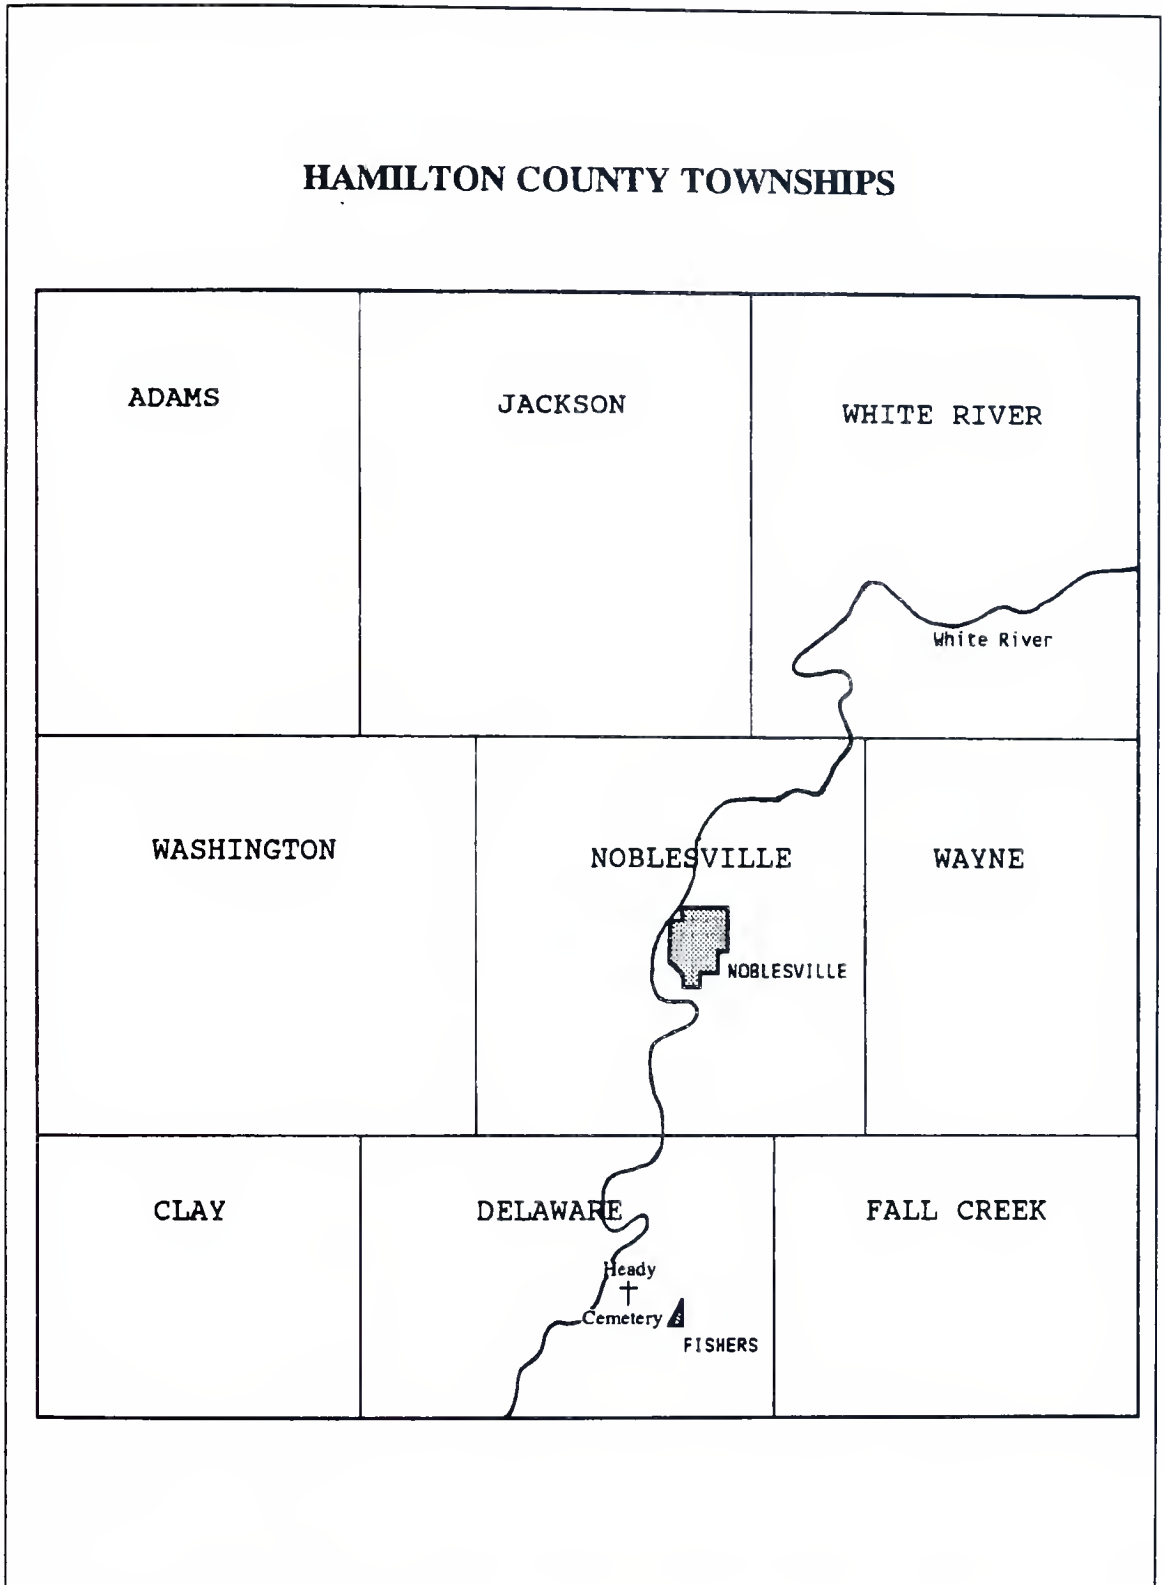 HAMILTON COUNTY TOWNSHIPS
ADAMS
JACKSON
WHITE RIVER
White River
WASHINGTON
NOBLESVILLE
WAYNE
NOBLESVILLE
CLAY
DELAWARE
FALL CREEK
Heady
Cemetery
FISHERS